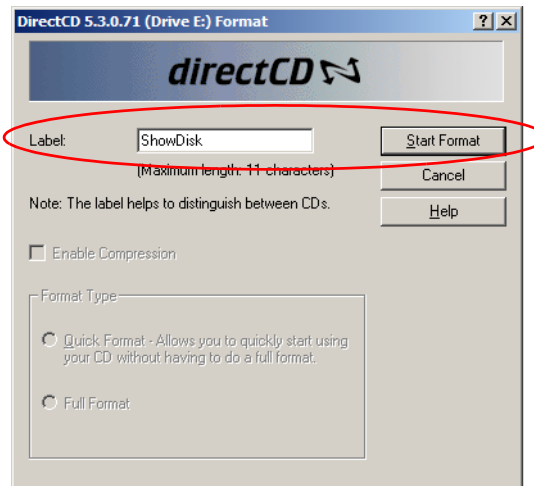 DirectCD 5.3.0.71 (Drive E:) Format
directCD
Label: ShowDisk Start Format
(Maximum length: 11 characters) Cancel
Note: The label helps to distinguish between CDs. Help
Enable Compression
Format Type
Quick Format - Allows you to quickly start using
your CD without having to do a full format.
Full Format